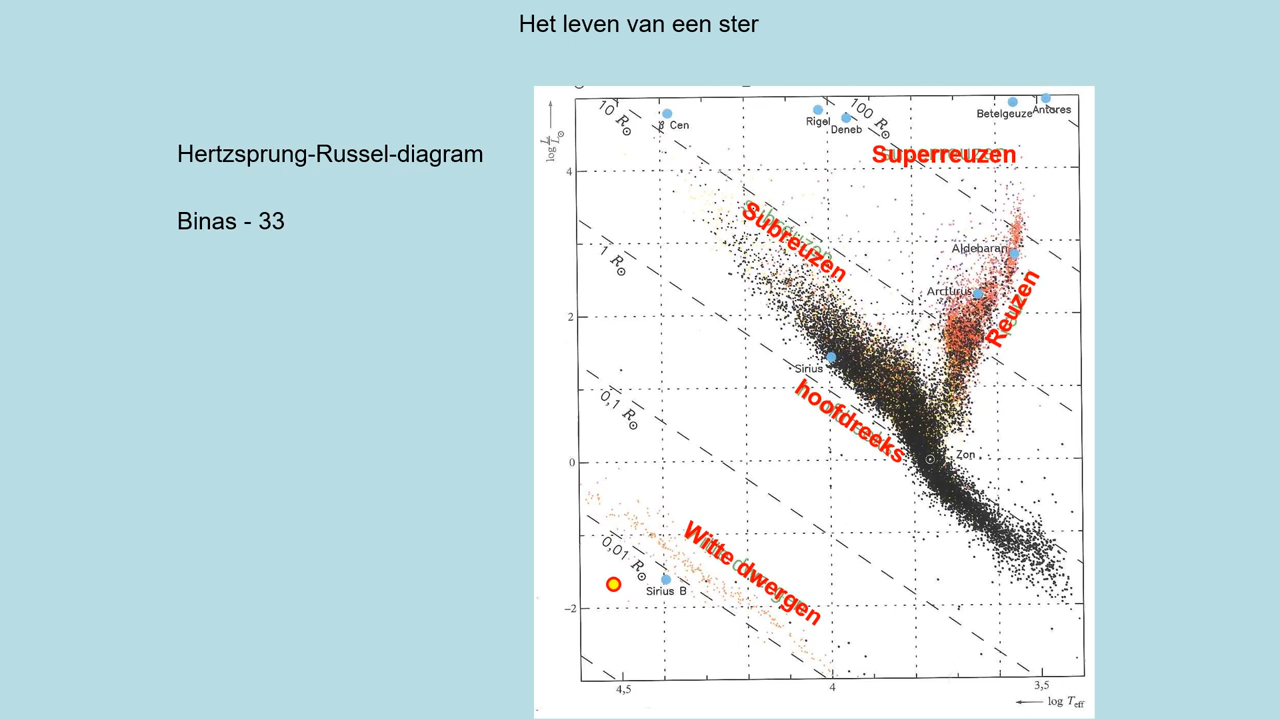 Het leven van een ster
Hertzsprung-Russel-diagram
Binas - 33
log L/L⊙
10 R⊙
β Cen
Rigel
Deneb
100 R⊙
Betelgeuze
Antares
Superreuzen
4
Subreuzen
1 R⊙
Aldebaran
Arcturus
Reuzen
2
Sirius
hoofdreeks
0,1 R⊙
Zon
0
Witte dwergen
0,01 R⊙
Sirius B
−2
4,5
4
3,5
log Teff